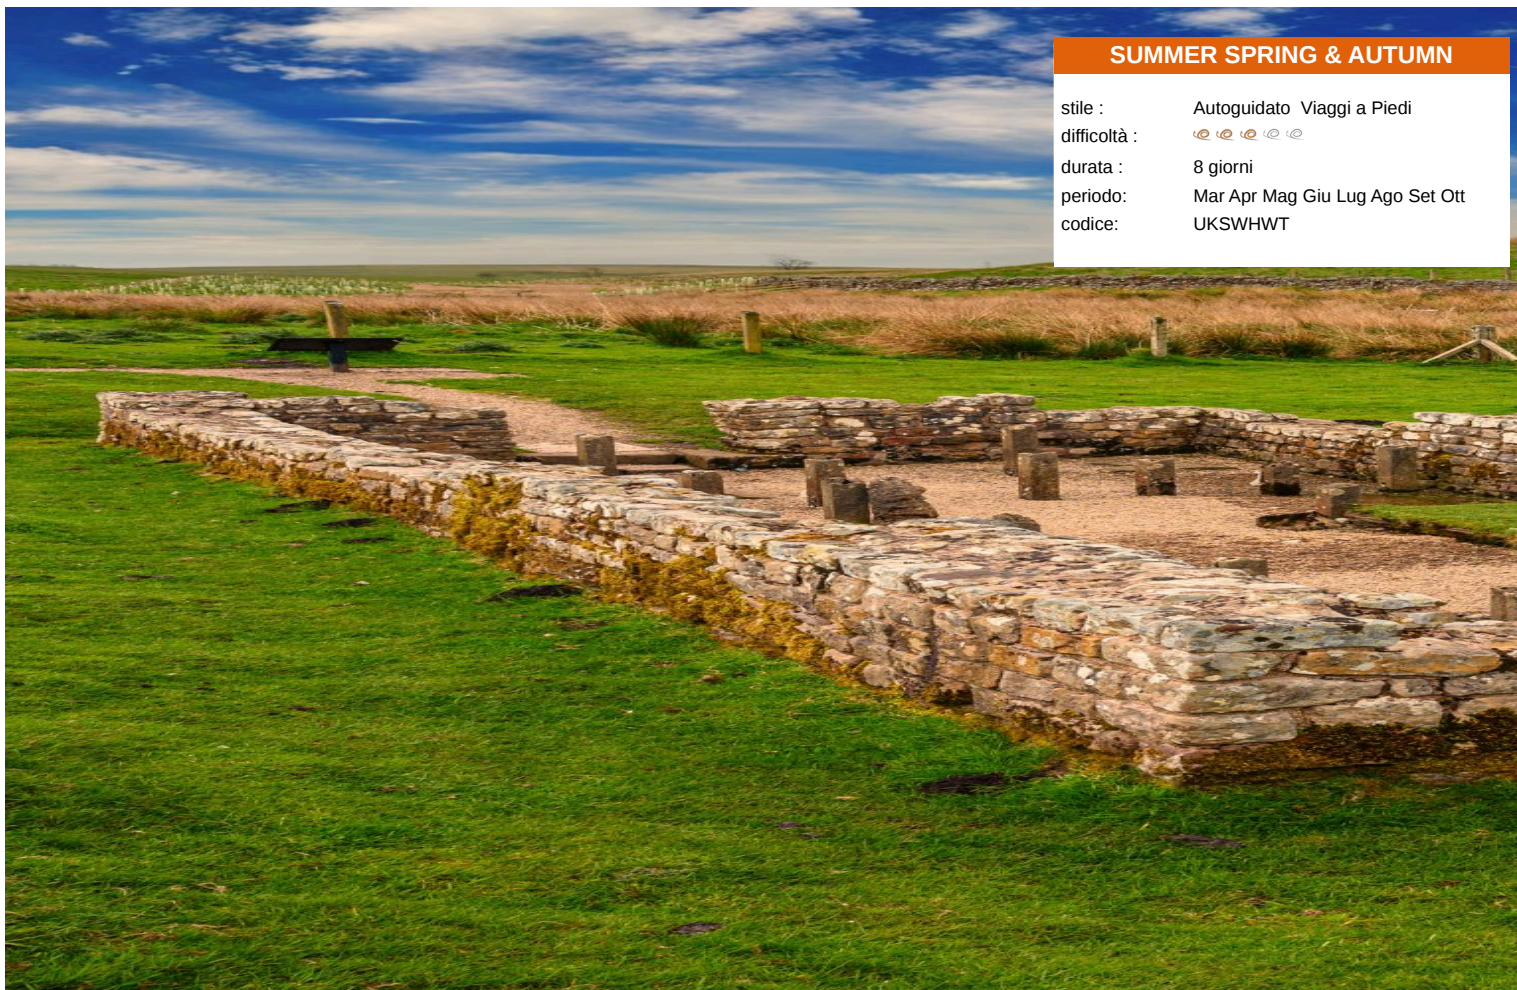 SUMMER SPRING & AUTUMN
stile : Autoguidato Viaggi a Piedi
difficoltà :
durata : 8 giorni
periodo: Mar Apr Mag Giu Lug Ago Set Ott
codice: UKSWHWT